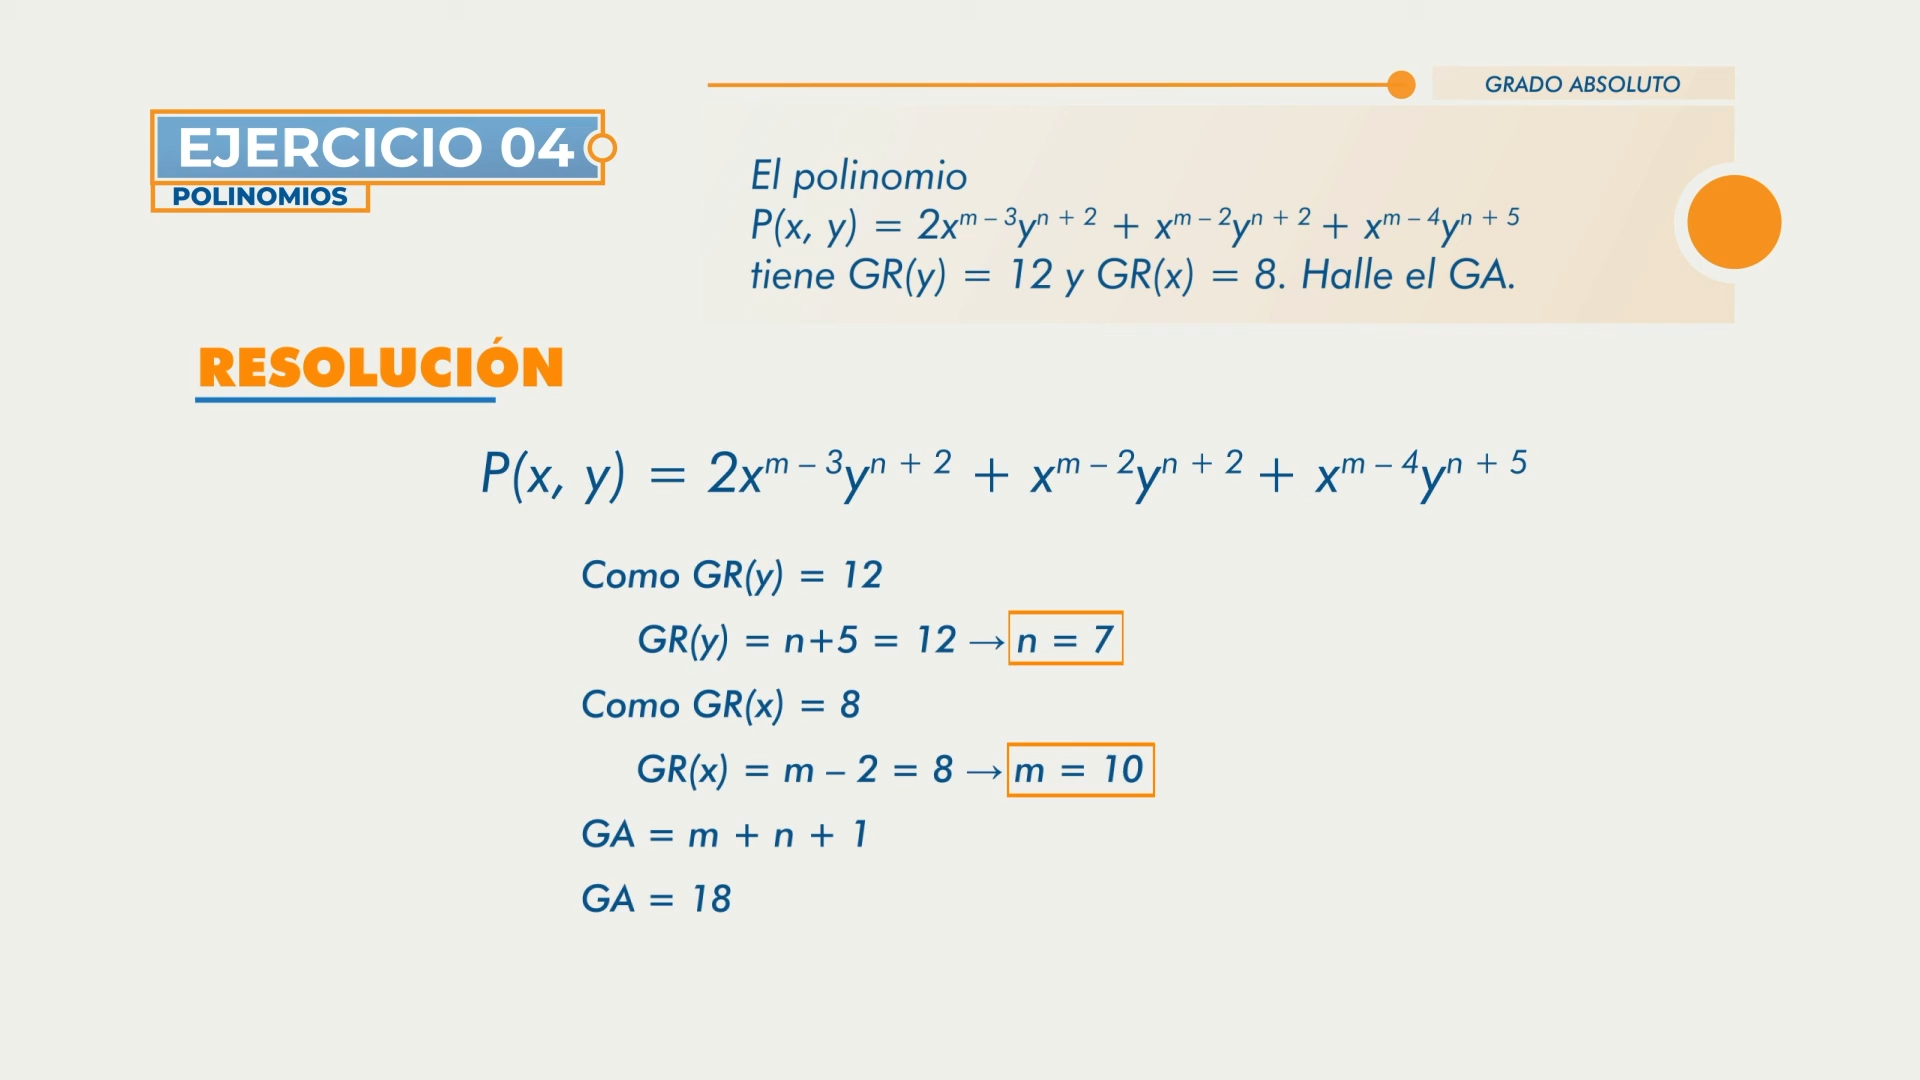 GRADO ABSOLUTO
EJERCICIO 04
POLINOMIOS
El polinomio
P(x, y) = 2x^{m – 3}y^{n + 2} + x^{m – 2}y^{n + 2} + x^{m – 4}y^{n + 5}
tiene GR(y) = 12 y GR(x) = 8. Halle el GA.
RESOLUCIÓN
P(x, y) = 2x^{m – 3}y^{n + 2} + x^{m – 2}y^{n + 2} + x^{m – 4}y^{n + 5}
Como GR(y) = 12
GR(y) = n+5 = 12 → n = 7
Como GR(x) = 8
GR(x) = m – 2 = 8 → m = 10
GA = m + n + 1
GA = 18